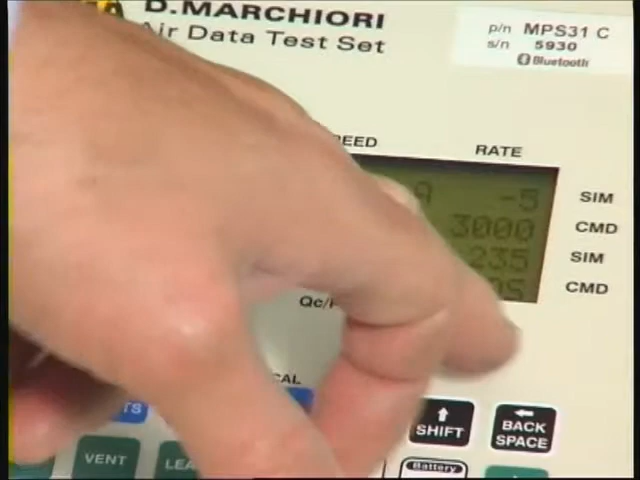 D.MARCHIORI
Air Data Test Set
p/n MPS31 C
s/n 5930
Bluetooth
RATE
-5 SIM
3000 CMD
235 SIM
CMD
SHIFT
BACK SPACE
VENT
Battery